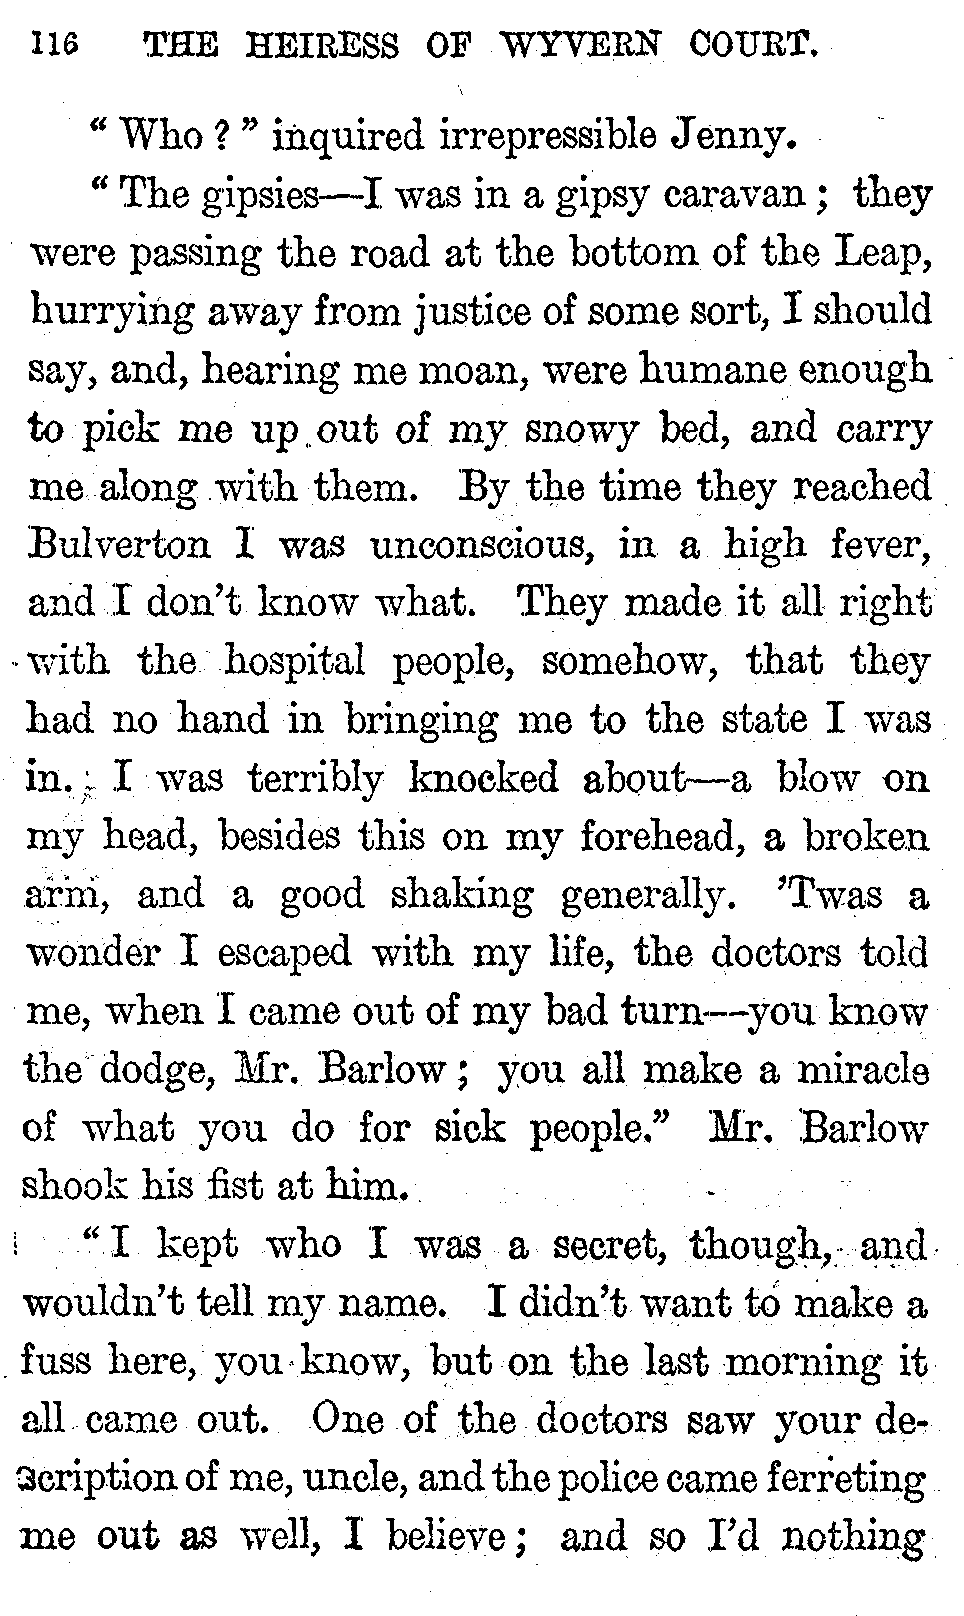 116 THE HEIRESS OF WYVERN COURT.
“ Who ? ” inquired irrepressible Jenny.
“ The gipsies—I was in a gipsy caravan ; they
were passing the road at the bottom of the Leap,
hurrying away from justice of some sort, I should
say, and, hearing me moan, were humane enough
to pick me up out of my snowy bed, and carry
me along with them. By the time they reached
Bulverton I was unconscious, in a high fever,
and I don’t know what. They made it all right
with the hospital people, somehow, that they
had no hand in bringing me to the state I was
in. I was terribly knocked about—a blow on
my head, besides this on my forehead, a broken
arm, and a good shaking generally. ’Twas a
wonder I escaped with my life, the doctors told
me, when I came out of my bad turn—you know
the dodge, Mr. Barlow ; you all make a miracle
of what you do for sick people.” Mr. Barlow
shook his fist at him.
“ I kept who I was a secret, though, and
wouldn’t tell my name. I didn’t want to make a
fuss here, you know, but on the last morning it
all came out. One of the doctors saw your de-
scription of me, uncle, and the police came ferreting
me out as well, I believe ; and so I’d nothing